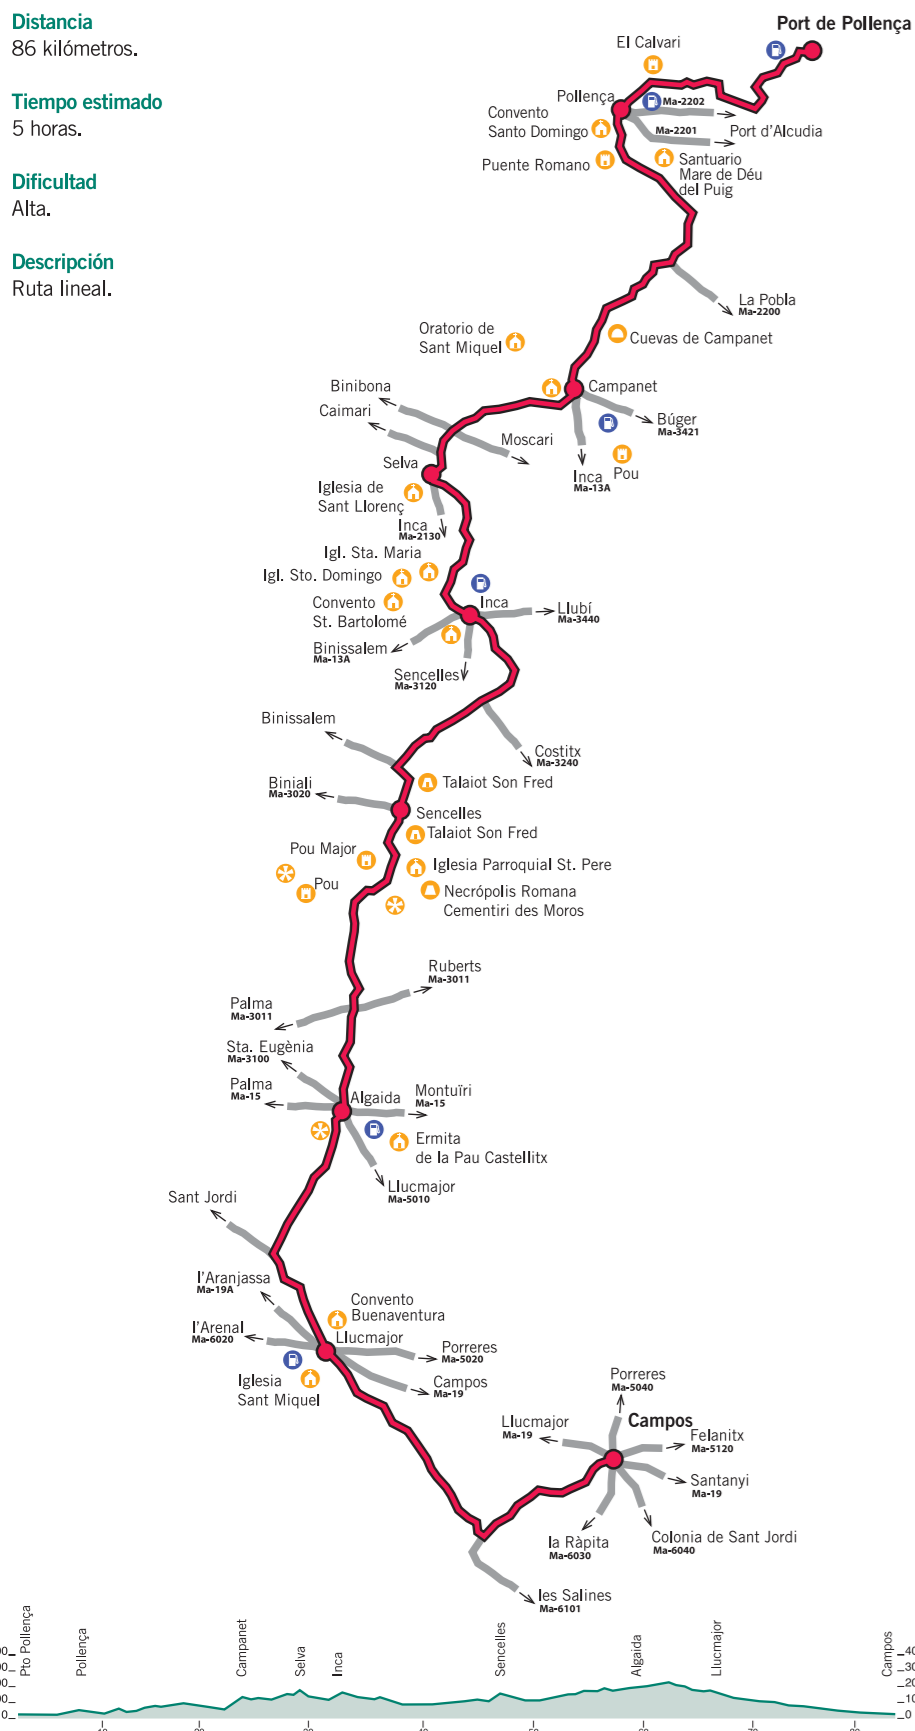 Distancia
86 kilómetros.
Tiempo estimado
5 horas.
Dificultad
Alta.
Descripción
Ruta lineal.
Port de Pollença
El Calvari
Pollença
Ma-2202
Convento
Santo Domingo
Ma-2201
Port d'Alcudia
Puente Romano
Santuario
Mare de Déu
del Puig
La Pobla
Ma-2200
Oratorio de
Sant Miquel
Cuevas de Campanet
Binibona
Campanet
Caimari
Búger
Ma-3421
Moscari
Selva
Inca
Ma-13A
Pou
Iglesia de
Sant Llorenç
Inca
Ma-2130
Igl. Sta. Maria
Igl. Sto. Domingo
Convento
St. Bartolomé
Inca
Llubí
Ma-3440
Binissalem
Ma-13A
Sencelles
Ma-3120
Binissalem
Costitx
Ma-3240
Biniali
Ma-3020
Talaiot Son Fred
Sencelles
Talaiot Son Fred
Pou Major
Iglesia Parroquial St. Pere
Pou
Necrópolis Romana
Cementiri des Moros
Ruberts
Ma-3011
Palma
Ma-3011
Sta. Eugènia
Ma-3100
Palma
Ma-15
Algaida
Montuïri
Ma-15
Ermita
de la Pau Castellitx
Llucmajor
Ma-5010
Sant Jordi
l'Aranjassa
Ma-19A
Convento
Buenaventura
l'Arenal
Ma-6020
Llucmajor
Porreres
Ma-5020
Iglesia
Sant Miquel
Campos
Ma-19
Porreres
Ma-5040
Llucmajor
Ma-19
Campos
Felanitx
Ma-5120
Santanyi
Ma-19
la Ràpita
Ma-6030
Colonia de Sant Jordi
Ma-6040
les Salines
Ma-6101
Pto Pollença
Pollença
Campanet
Selva
Inca
Sencelles
Algaida
Llucmajor
Campos